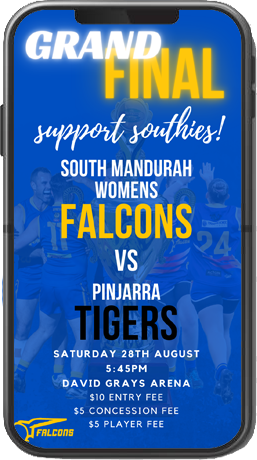 GRAND
FINAL
support southies!
SOUTH MANDURAH
WOMENS
FALCONS
VS
PINJARRA
TIGERS
SATURDAY 28TH AUGUST
5:45PM
DAVID GRAYS ARENA
$10 ENTRY FEE
$5 CONCESSION FEE
$5 PLAYER FEE
FALCONS
24